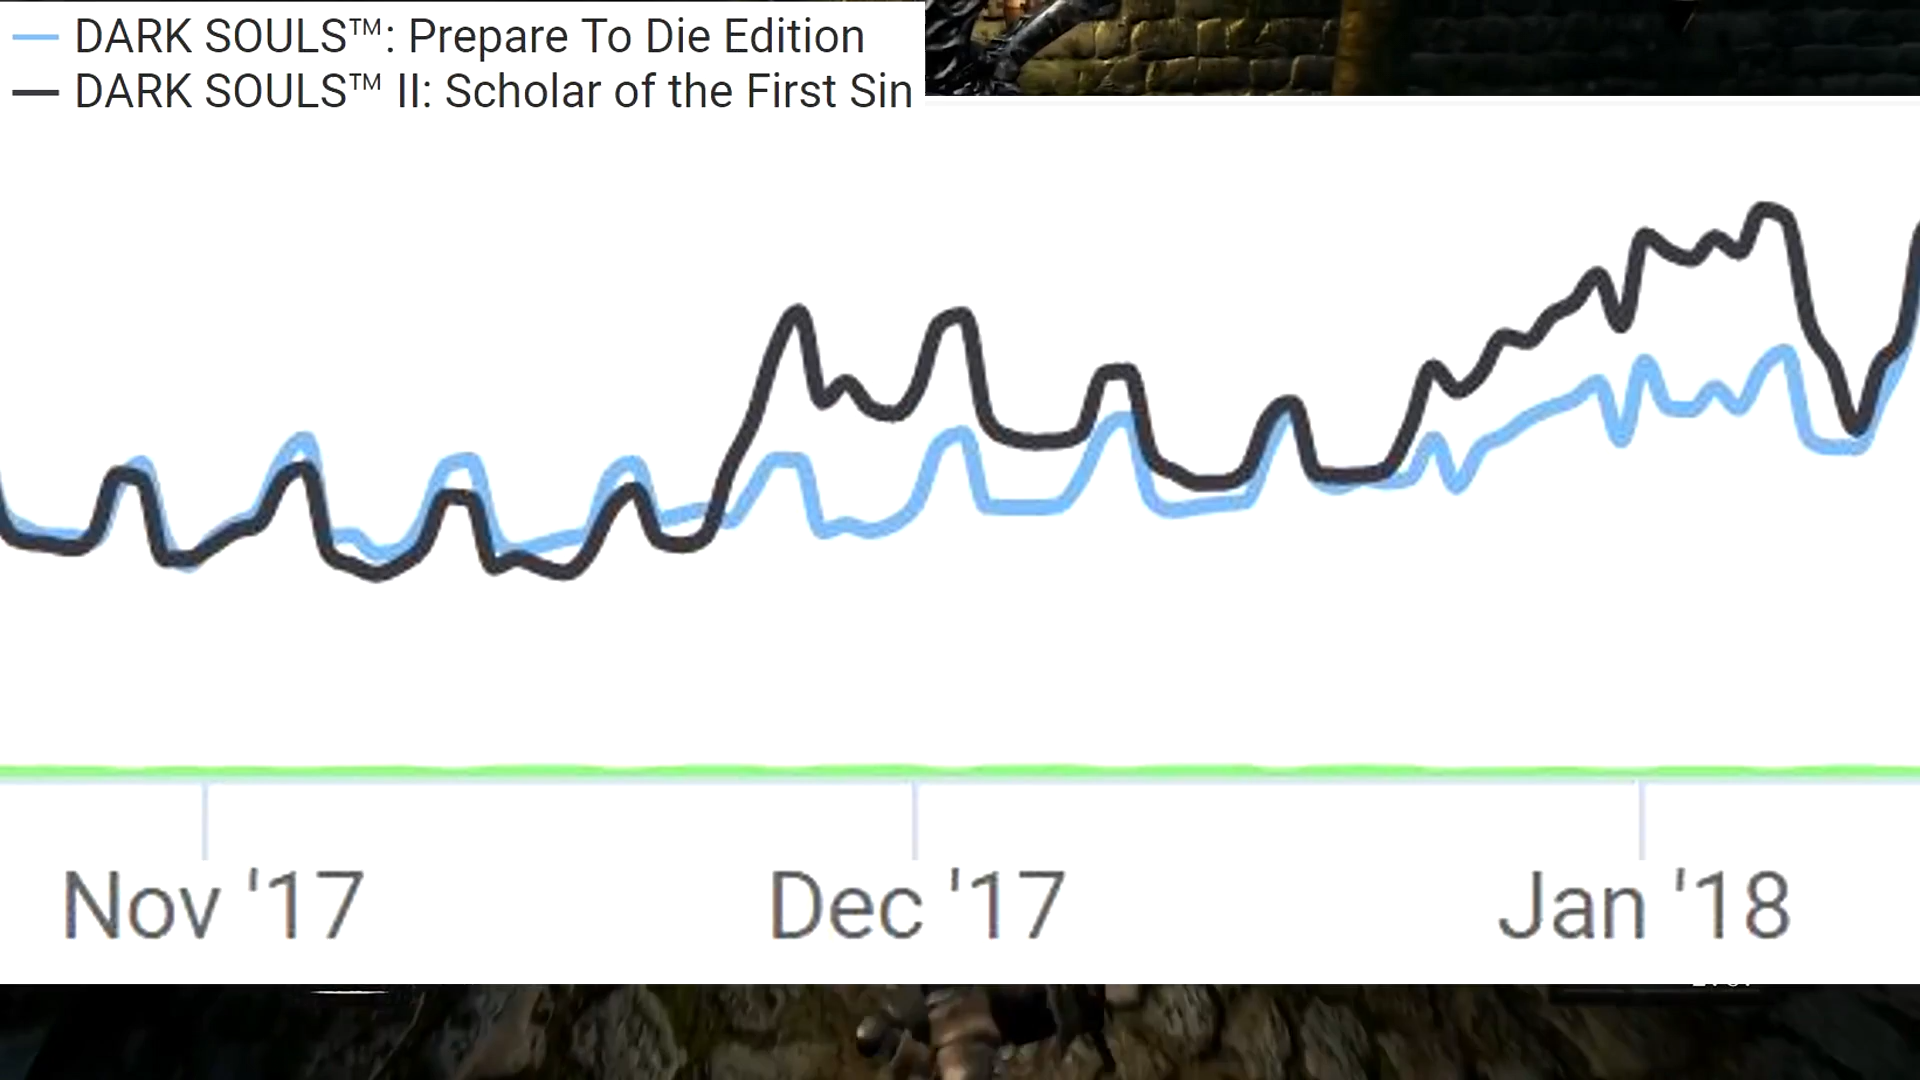 DARK SOULS™: Prepare To Die Edition
DARK SOULS™ II: Scholar of the First Sin
Nov '17
Dec '17
Jan '18